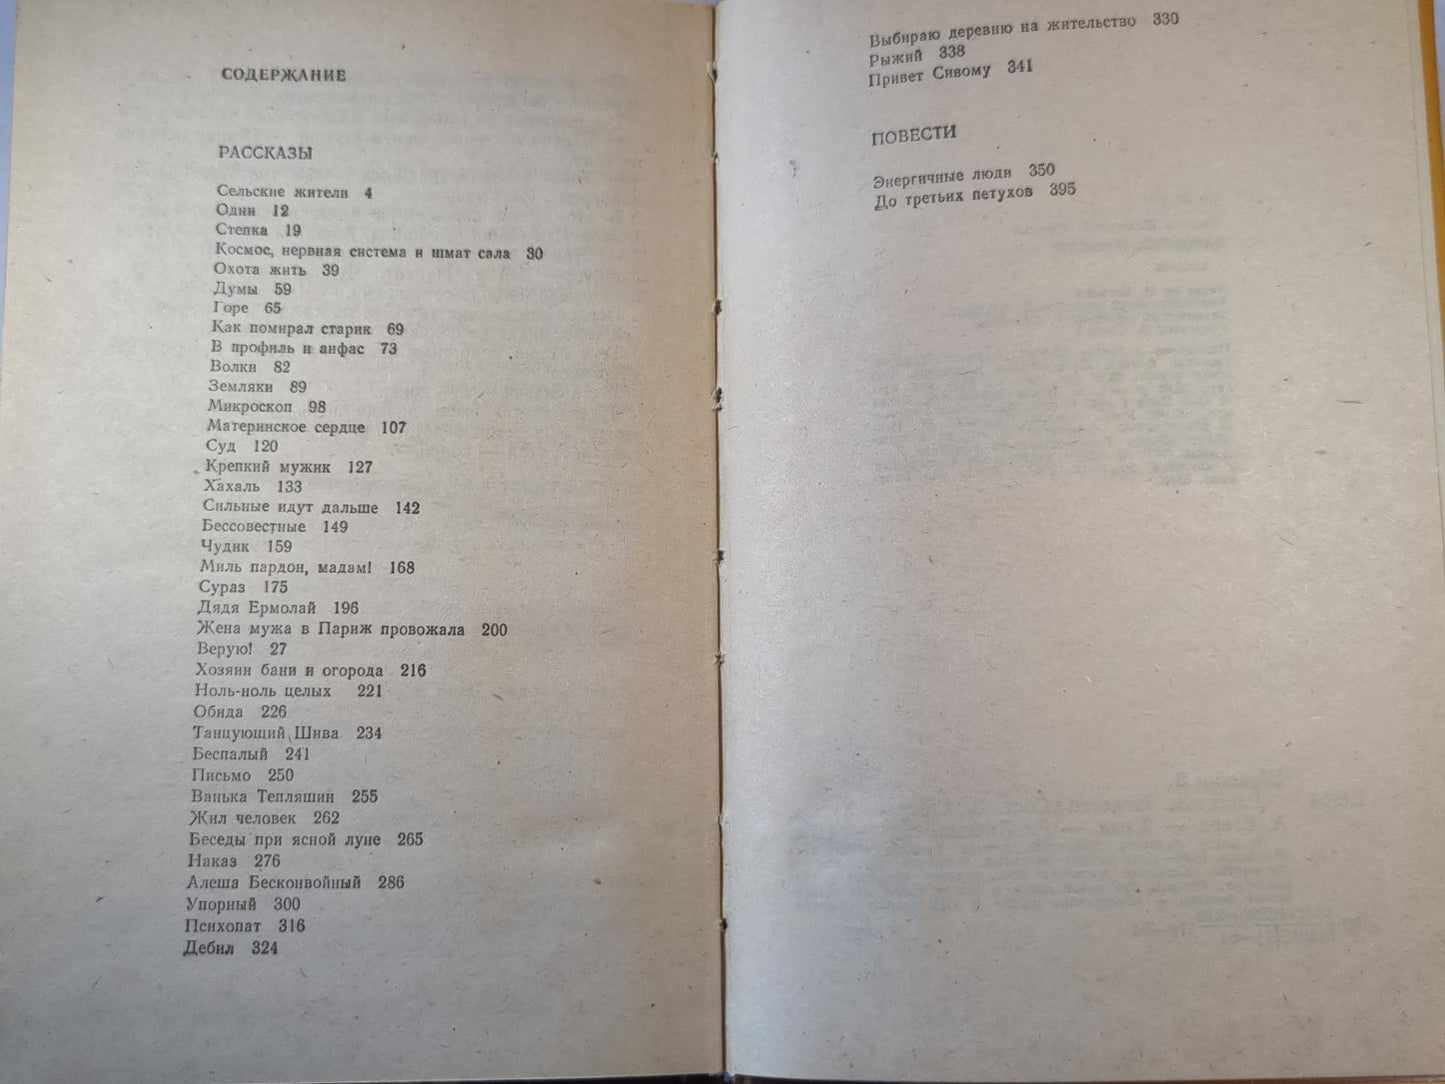 СОДЕРЖАНИЕ
РАССКАЗЫ
Сельские жители 4
Одни 12
Степка 19
Космос, нервная система и шмат сала 30
Охота жить 39
Думы 59
Горе 65
Как помирал старик 69
В профиль и анфас 73
Волки 82
Земляки 89
Микроскоп 98
Материнское сердце 107
Суд 120
Крепкий мужик 127
Хахаль 133
Сильные идут дальше 142
Бессовестные 149
Чудик 159
Миль пардон, мадам! 168
Сураз 175
Дядя Ермолай 196
Жена мужа в Париж провожала 200
Верую! 27
Хозяин бани и огорода 216
Ноль-ноль целых 221
Обида 226
Танцующий Шива 234
Беспалый 241
Письмо 250
Ванька Тепляшин 255
Жил человек 262
Беседы при ясной луне 265
Наказ 276
Алеша Бесконвойный 286
Упорный 300
Психопат 316
Дебил 324
Выбираю деревню на жительство 330
Рыжий 338
Привет Сивому 341
ПОВЕСТИ
Энергичные люди 350
До третьих петухов 395